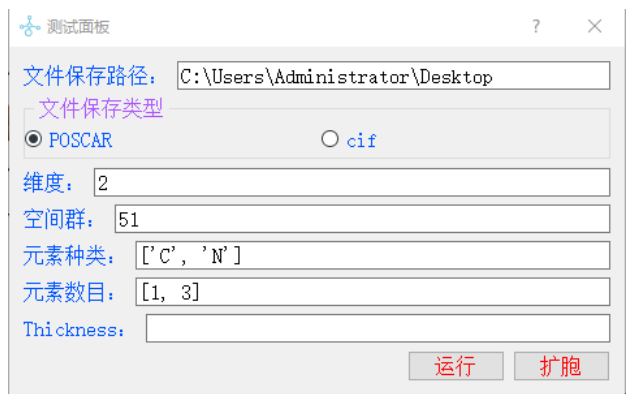 测试面板 ?
文件保存路径: C:\Users\Administrator\Desktop
文件保存类型
POSCAR cif
维度: 2
空间群: 51
元素种类: ['C', 'N']
元素数目: [1, 3]
Thickness:
运行 扩胞